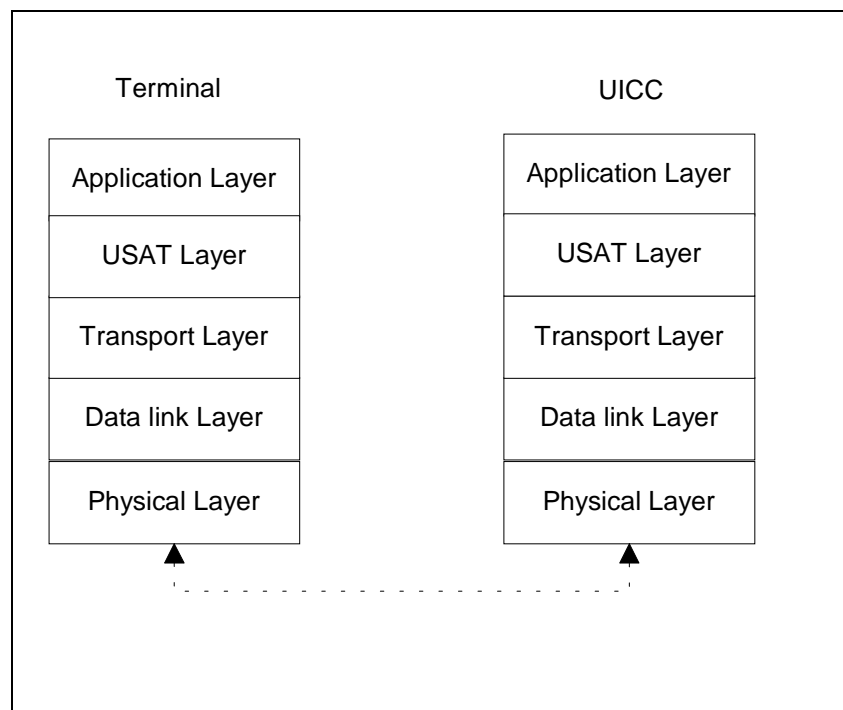 Terminal
UICC
Application Layer
Application Layer
USAT Layer
USAT Layer
Transport Layer
Transport Layer
Data link Layer
Data link Layer
Physical Layer
Physical Layer